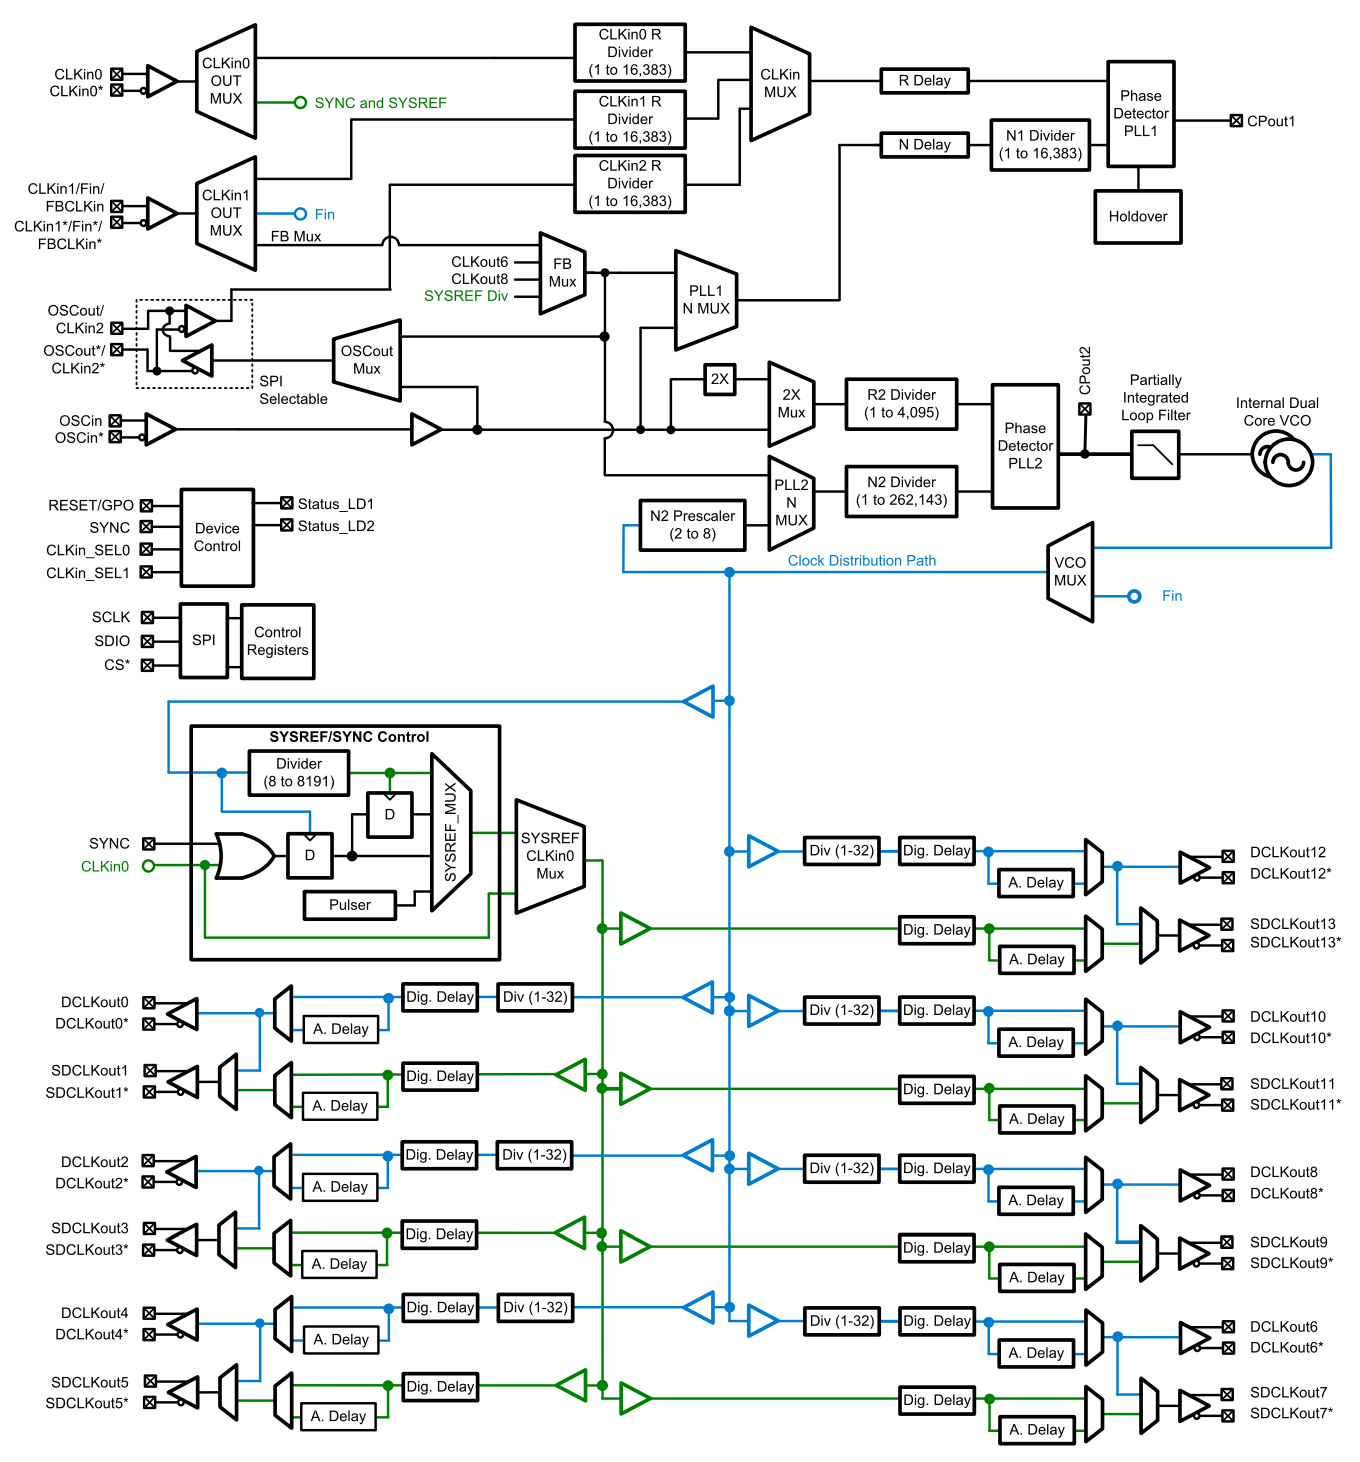 CLKin0
CLKin0*
CLKin0
OUT
MUX
SYNC and SYSREF
CLKin0 R
Divider
(1 to 16,383)
CLKin1 R
Divider
(1 to 16,383)
CLKin2 R
Divider
(1 to 16,383)
CLKin
MUX
R Delay
N Delay
N1 Divider
(1 to 16,383)
Phase
Detector
PLL1
CPout1
Holdover
CLKin1/Fin/
FBCLKin
CLKin1*/Fin*/
FBCLKin*
CLKin1
OUT
MUX
Fin
FB Mux
CLKout6
CLKout8
SYSREF Div
FB
Mux
PLL1
N MUX
OSCout/
CLKin2
OSCout*/
CLKin2*
SPI
Selectable
OSCout
Mux
OSCin
OSCin*
2X
2X
Mux
R2 Divider
(1 to 4,095)
Phase
Detector
PLL2
CPout2
Partially
Integrated
Loop Filter
Internal Dual
Core VCO
PLL2
N
MUX
N2 Divider
(1 to 262,143)
N2 Prescaler
(2 to 8)
Clock Distribution Path
VCO
MUX
Fin
RESET/GPO
SYNC
CLKin_SEL0
CLKin_SEL1
Device
Control
Status_LD1
Status_LD2
SCLK
SDIO
CS*
SPI
Control
Registers
SYSREF/SYNC Control
Divider
(8 to 8191)
D
D
SYSREF_MUX
Pulser
SYNC
CLKin0
SYSREF
CLKin0
Mux
Div (1-32)
Dig. Delay
A. Delay
DCLKout12
DCLKout12*
Dig. Delay
A. Delay
SDCLKout13
SDCLKout13*
DCLKout0
DCLKout0*
A. Delay
Dig. Delay
Div (1-32)
Div (1-32)
Dig. Delay
A. Delay
DCLKout10
DCLKout10*
SDCLKout1
SDCLKout1*
A. Delay
Dig. Delay
Dig. Delay
A. Delay
SDCLKout11
SDCLKout11*
DCLKout2
DCLKout2*
A. Delay
Dig. Delay
Div (1-32)
Div (1-32)
Dig. Delay
A. Delay
DCLKout8
DCLKout8*
SDCLKout3
SDCLKout3*
A. Delay
Dig. Delay
Dig. Delay
A. Delay
SDCLKout9
SDCLKout9*
DCLKout4
DCLKout4*
A. Delay
Dig. Delay
Div (1-32)
Div (1-32)
Dig. Delay
A. Delay
DCLKout6
DCLKout6*
SDCLKout5
SDCLKout5*
A. Delay
Dig. Delay
Dig. Delay
A. Delay
SDCLKout7
SDCLKout7*